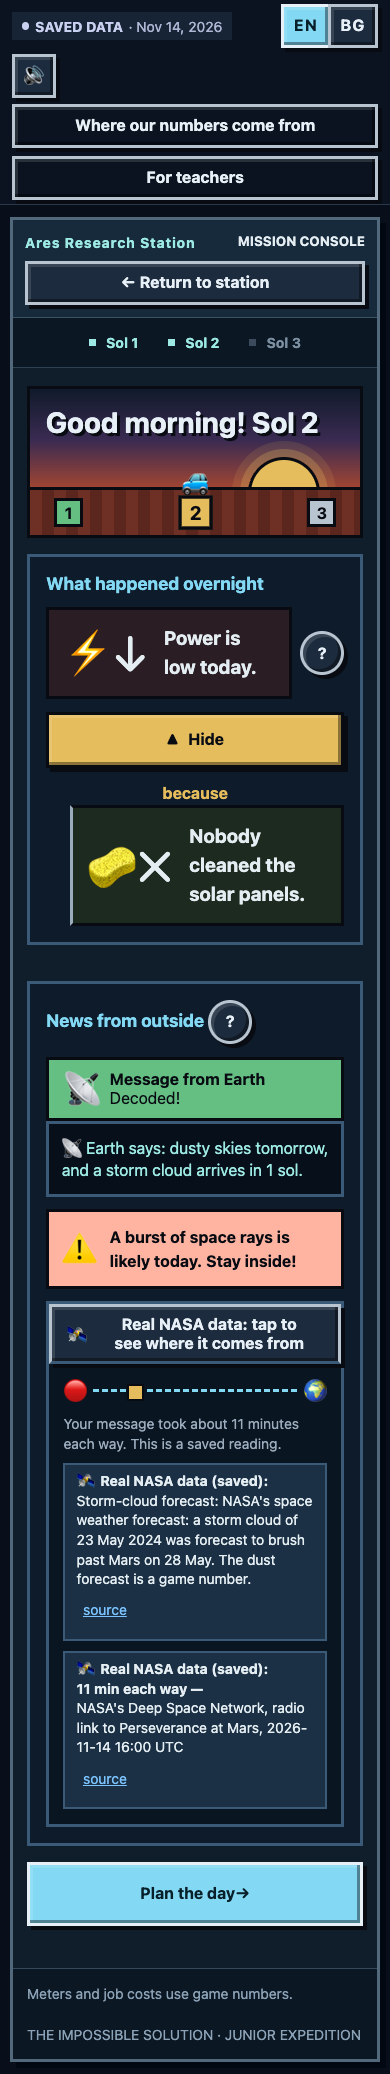 SAVED DATA · Nov 14, 2026
EN BG
Where our numbers come from
For teachers
Ares Research Station
MISSION CONSOLE
← Return to station
Sol 1 Sol 2 Sol 3
Good morning! Sol 2
1 2 3
What happened overnight
Power is
low today.
?
▲ Hide
because
Nobody
cleaned the
solar panels.
News from outside ?
Message from Earth
Decoded!
Earth says: dusty skies tomorrow,
and a storm cloud arrives in 1 sol.
A burst of space rays is
likely today. Stay inside!
Real NASA data: tap to
see where it comes from
Your message took about 11 minutes
each way. This is a saved reading.
Real NASA data (saved):
Storm-cloud forecast: NASA's space
weather forecast: a storm cloud of
23 May 2024 was forecast to brush
past Mars on 28 May. The dust
forecast is a game number.
source
Real NASA data (saved):
11 min each way —
NASA's Deep Space Network, radio
link to Perseverance at Mars, 2026-
11-14 16:00 UTC
source
Plan the day→
Meters and job costs use game numbers.
THE IMPOSSIBLE SOLUTION · JUNIOR EXPEDITION